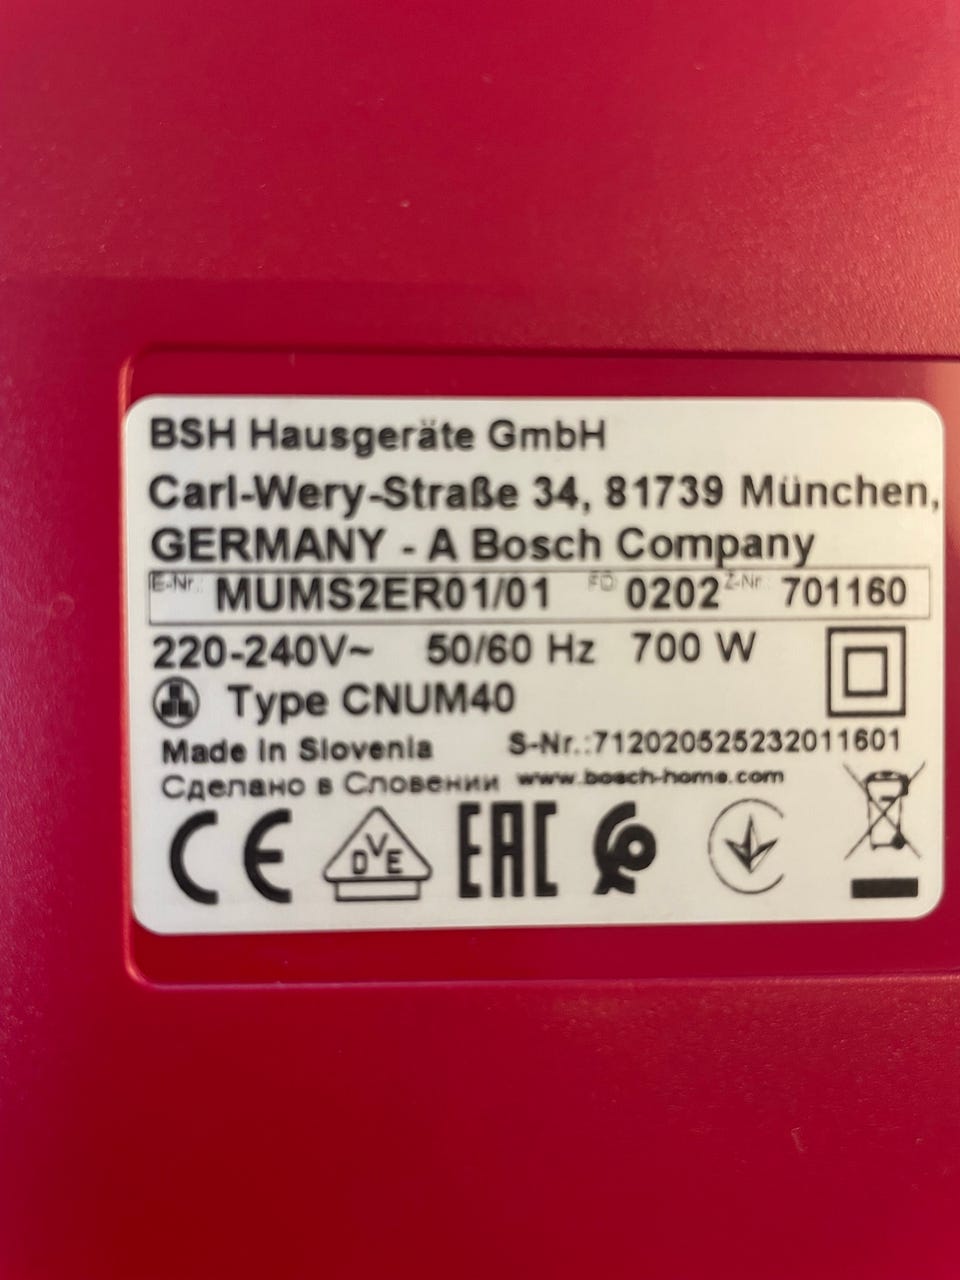 BSH Hausgeräte GmbH
Carl-Wery-Straße 34, 81739 München,
GERMANY - A Bosch Company
E-Nr.: MUMS2ER01/01 FD 0202 Z-Nr. 701160
220-240V~ 50/60 Hz 700 W
Type CNUM40
Made in Slovenia S-Nr.:712020525232011601
Сделано в Словении www.bosch-home.com
CE DVE EAC